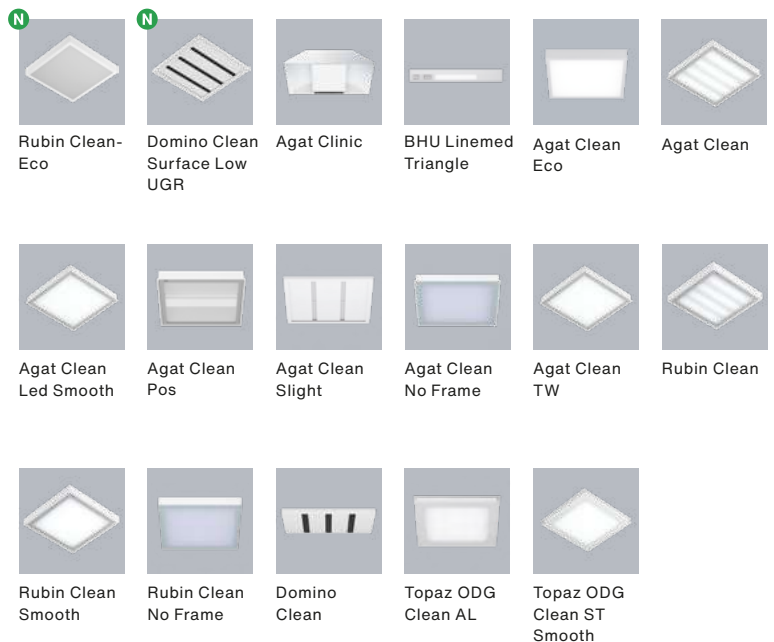 N
N
Rubin Clean-
Eco
Domino Clean
Surface Low
UGR
Agat Clinic
BHU Linemed
Triangle
Agat Clean
Eco
Agat Clean
Agat Clean
Led Smooth
Agat Clean
Pos
Agat Clean
Slight
Agat Clean
No Frame
Agat Clean
TW
Rubin Clean
Rubin Clean
Smooth
Rubin Clean
No Frame
Domino
Clean
Topaz ODG
Clean AL
Topaz ODG
Clean ST
Smooth